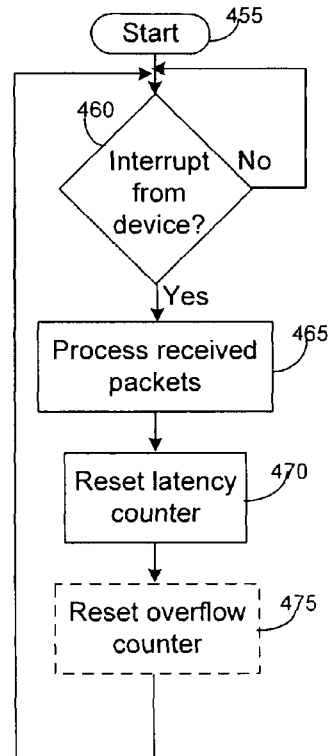 Start
455
460
Interrupt
from
device?
No
Yes
Process received
packets
465
Reset latency
counter
470
Reset overflow
counter
475